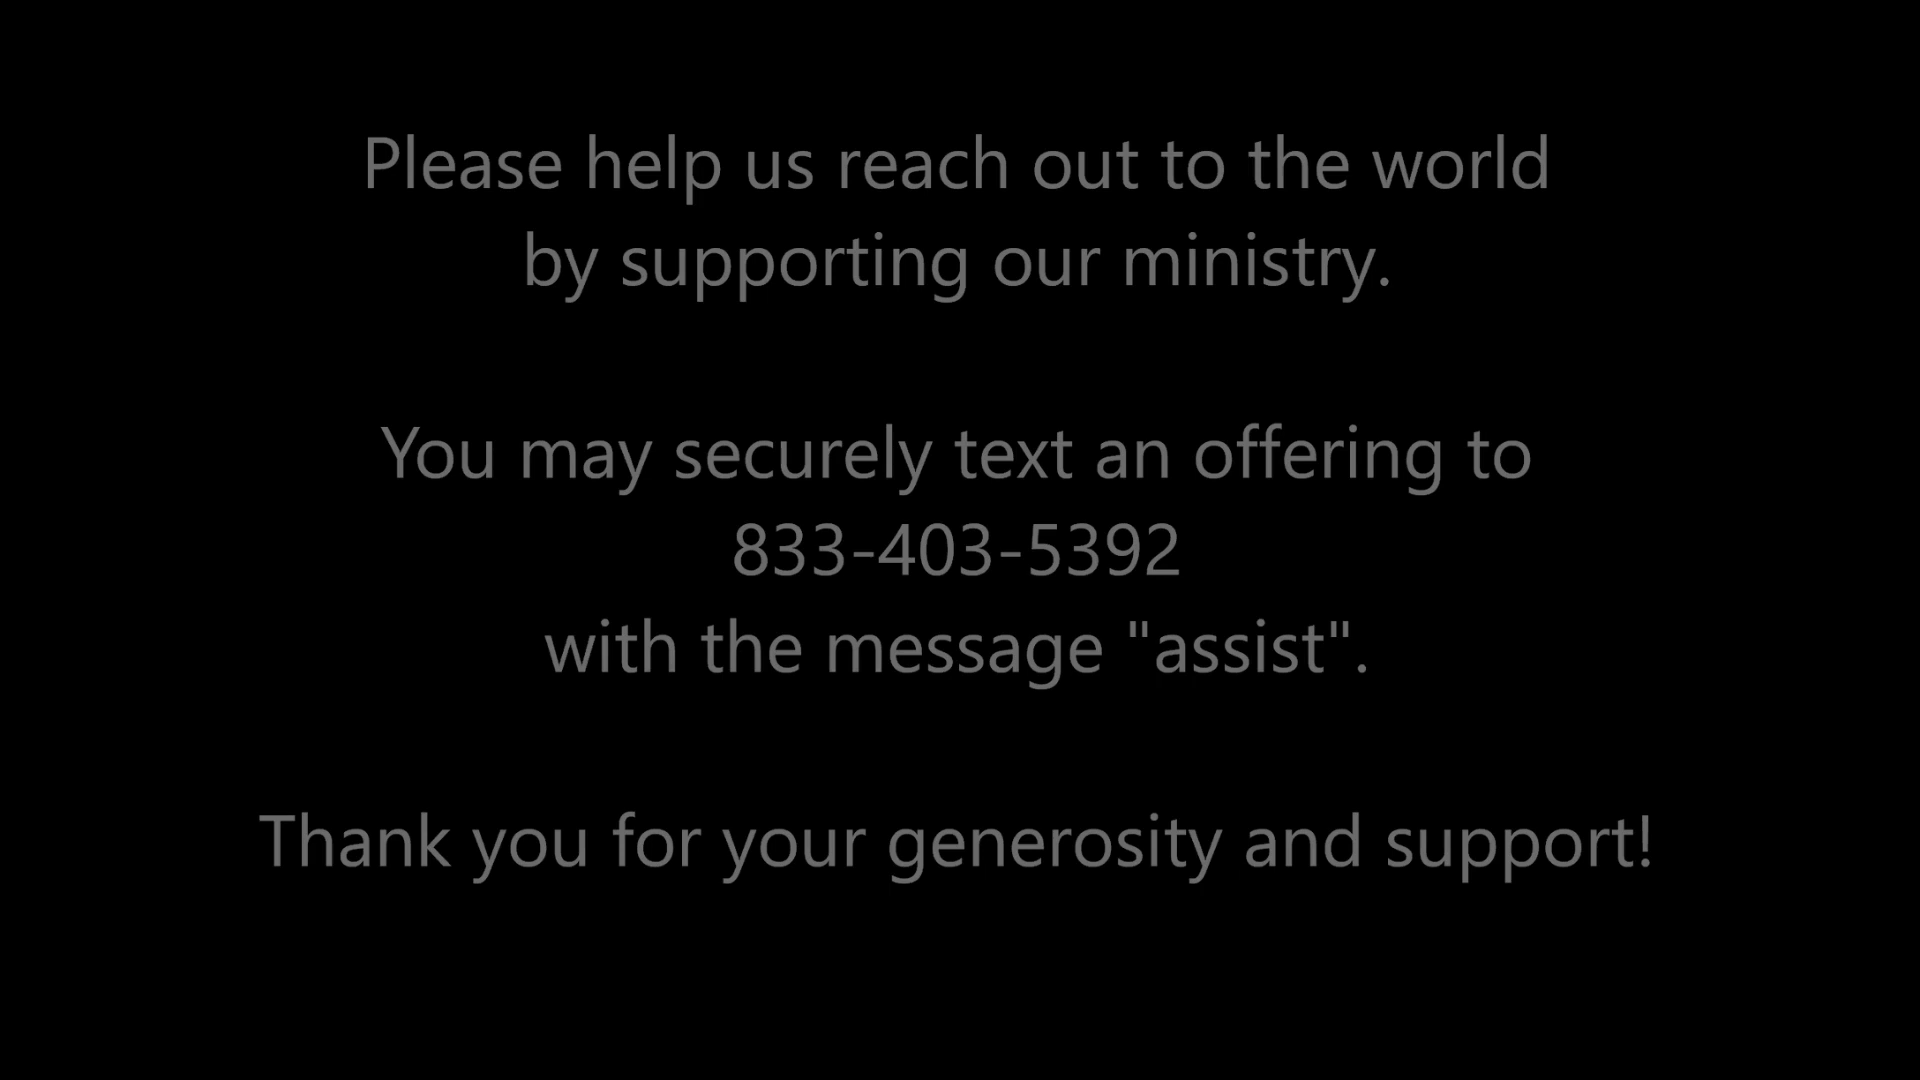 Please help us reach out to the world
by supporting our ministry.
You may securely text an offering to
833-403-5392
with the message "assist".
Thank you for your generosity and support!